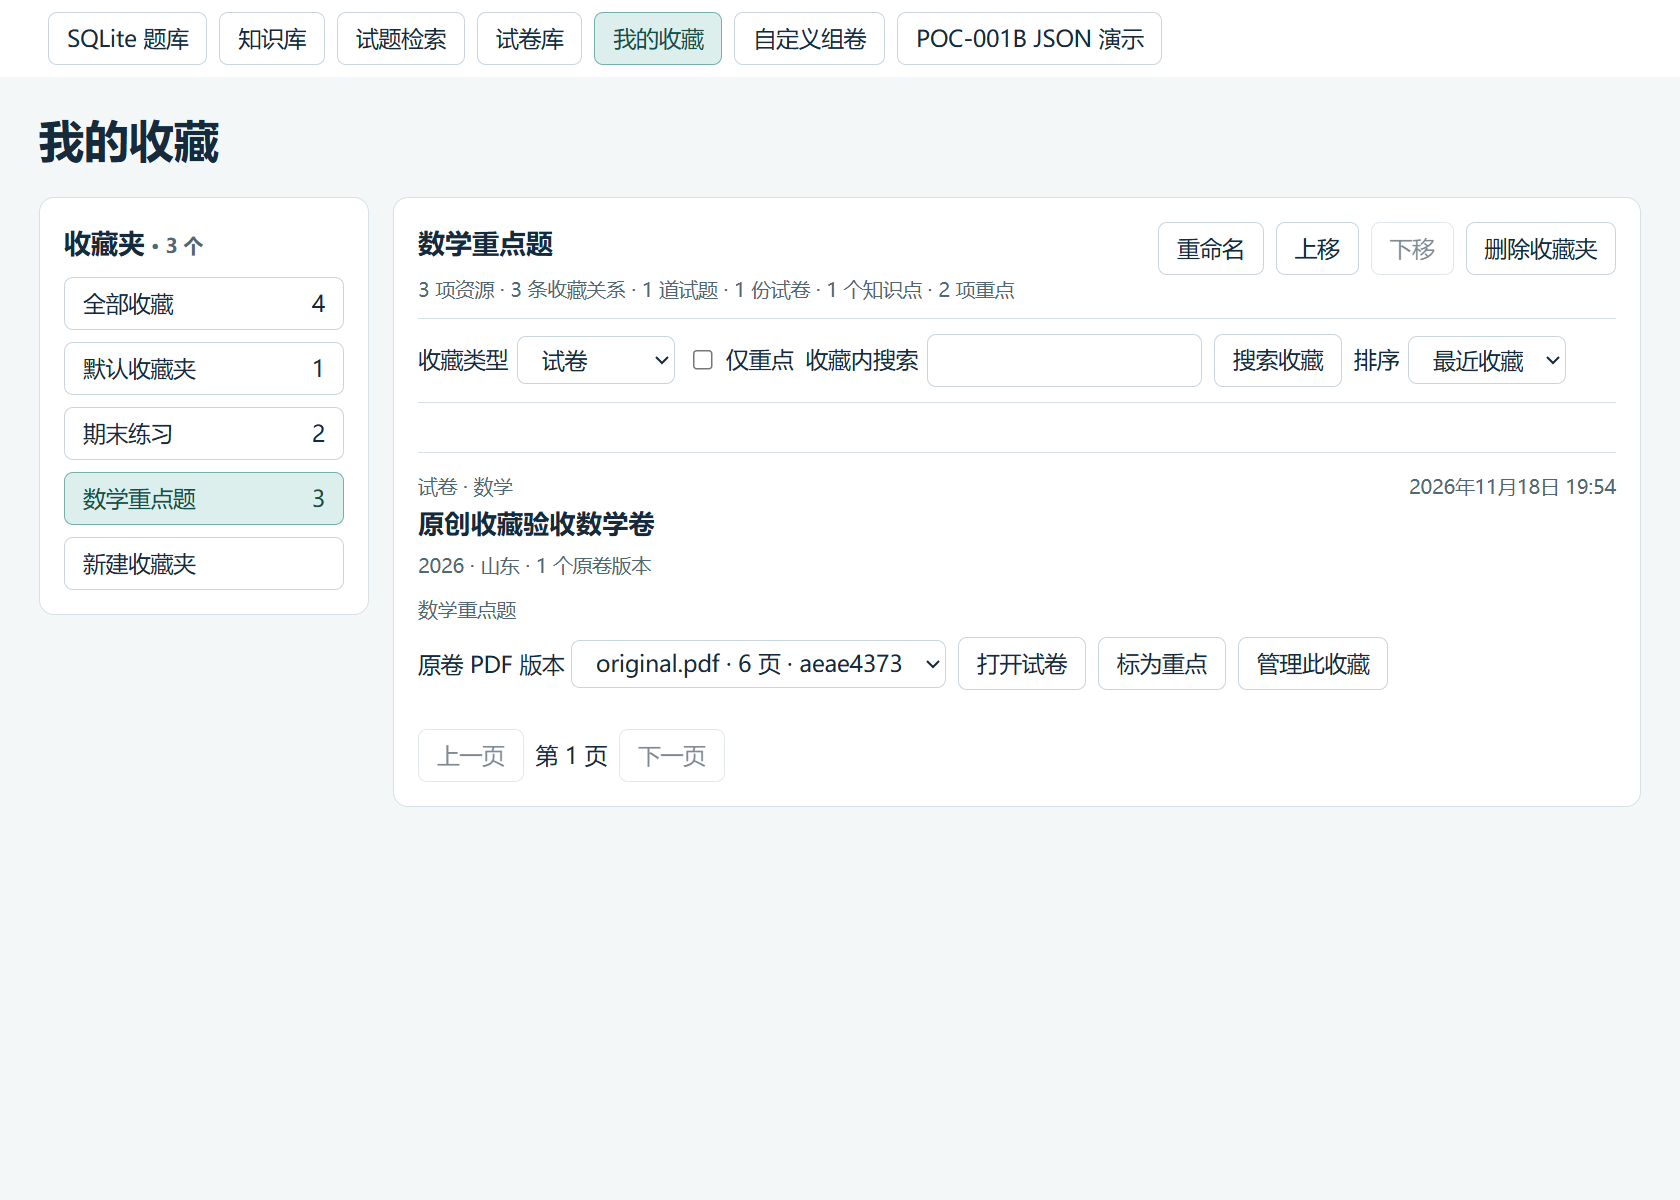 SQLite 题库 知识库 试题检索 试卷库 我的收藏 自定义组卷 POC-001B JSON 演示
我的收藏
收藏夹 · 3 个
全部收藏 4
默认收藏夹 1
期末练习 2
数学重点题 3
新建收藏夹
数学重点题 重命名 上移 下移 删除收藏夹
3 项资源 · 3 条收藏关系 · 1 道试题 · 1 份试卷 · 1 个知识点 · 2 项重点
收藏类型 试卷 仅重点 收藏内搜索 搜索收藏 排序 最近收藏
试卷 · 数学 2026年11月18日 19:54
原创收藏验收数学卷
2026 · 山东 · 1 个原卷版本
数学重点题
原卷 PDF 版本 original.pdf · 6 页 · aeae4373 打开试卷 标为重点 管理此收藏
上一页 第 1 页 下一页